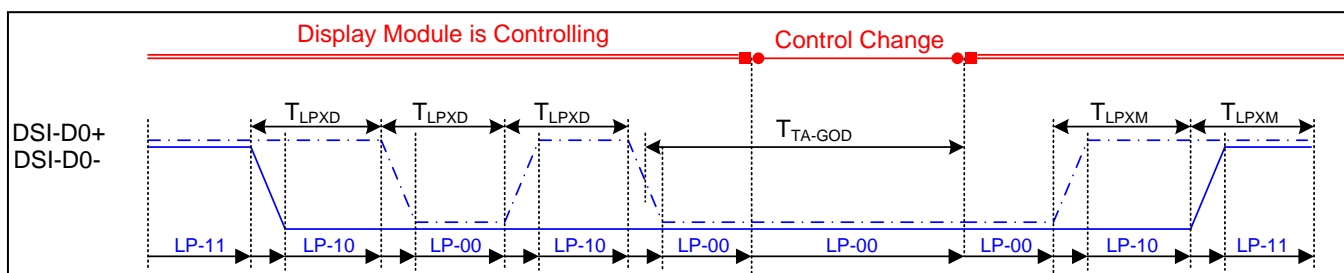 Display Module is Controlling Control Change
TLPXD TLPXD TLPXD TLPXM TLPXM
DSI-D0+
TTA-GOD
DSI-D0-
LP-11 LP-10 LP-00 LP-10 LP-00 LP-00 LP-00 LP-10 LP-11